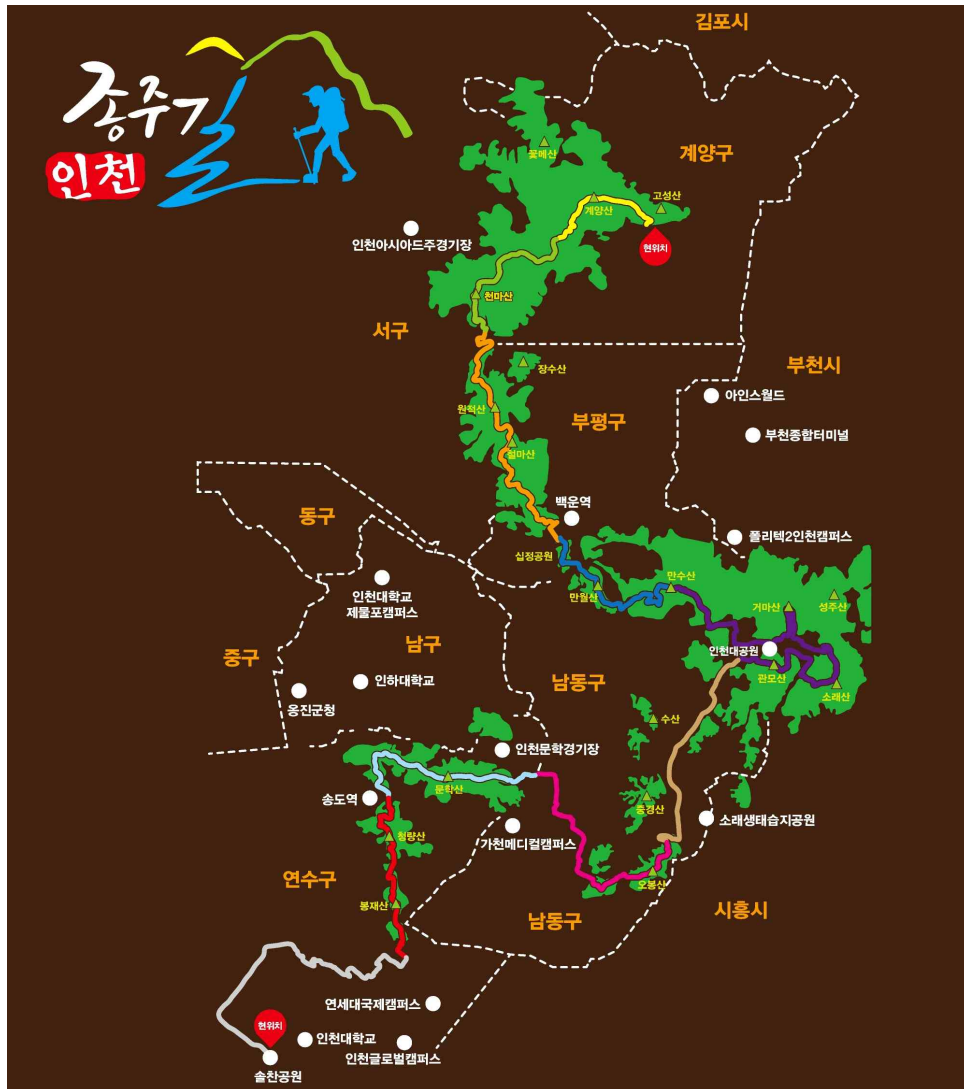 종주길
인천
김포시
꽃메산
계양구
계양산
고성산
현위치
인천아시아드주경기장
천마산
서구
장수산
부천시
아인스월드
부평구
원적산
부천종합터미널
철마산
백운역
동구
폴리텍2인천캠퍼스
십정공원
인천대학교
제물포캠퍼스
만월산
만수산
거마산
성주산
남구
중구
인천대공원
인하대학교
남동구
관모산
소래산
옹진군청
수산
인천문학경기장
문학산
송도역
듕경산
소래생태습지공원
청량산
가천메디컬캠퍼스
연수구
오봉산
봉재산
남동구
시흥시
연세대국제캠퍼스
현위치
인천대학교
인천글로벌캠퍼스
솔찬공원